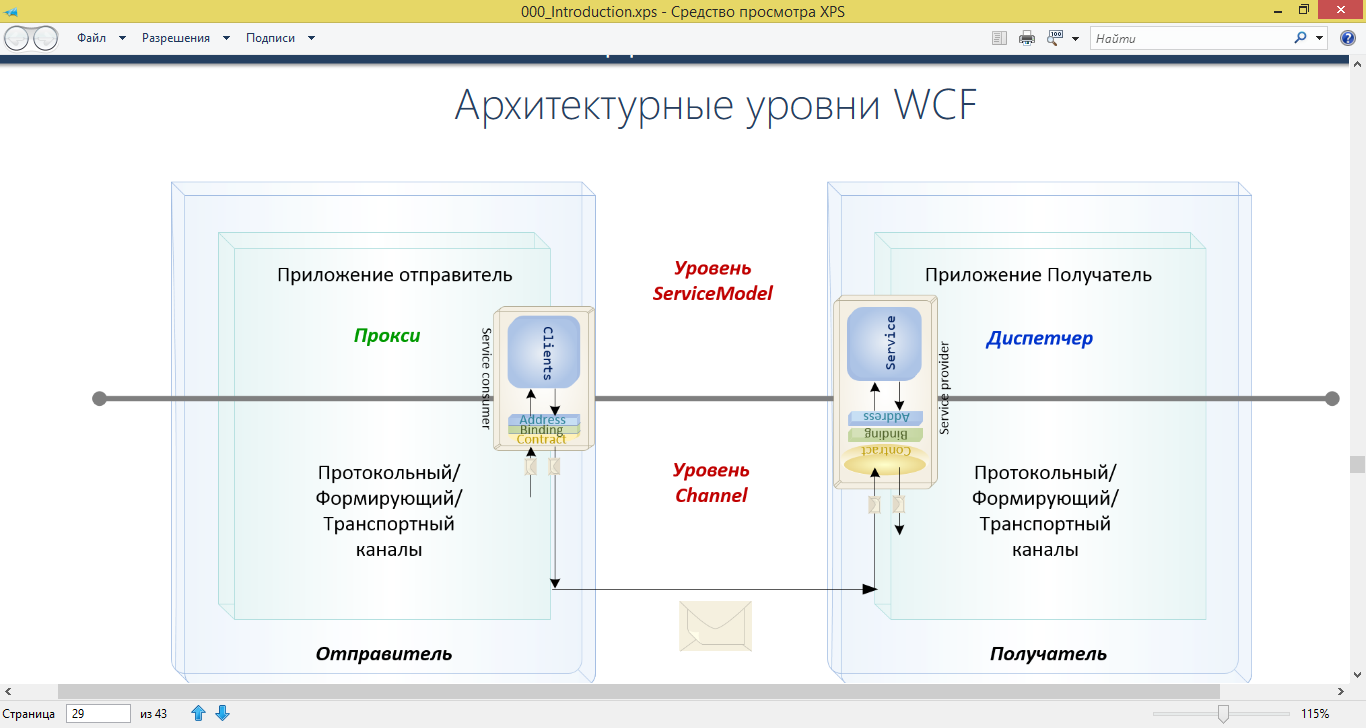 000_Introduction.xps - Средство просмотра XPS
Файл
Разрешения
Подписи
100
Найти
Архитектурные уровни WCF
Приложение отправитель
Прокси
Service consumer
Clients
Address
Binding
Contract
Протокольный/
Формирующий/
Транспортный
каналы
Отправитель
Уровень
ServiceModel
Уровень
Channel
Приложение Получатель
Диспетчер
Service
Service provider
Address
Binding
Contract
Протокольный/
Формирующий/
Транспортный
каналы
Получатель
Страница
29
из 43
115%